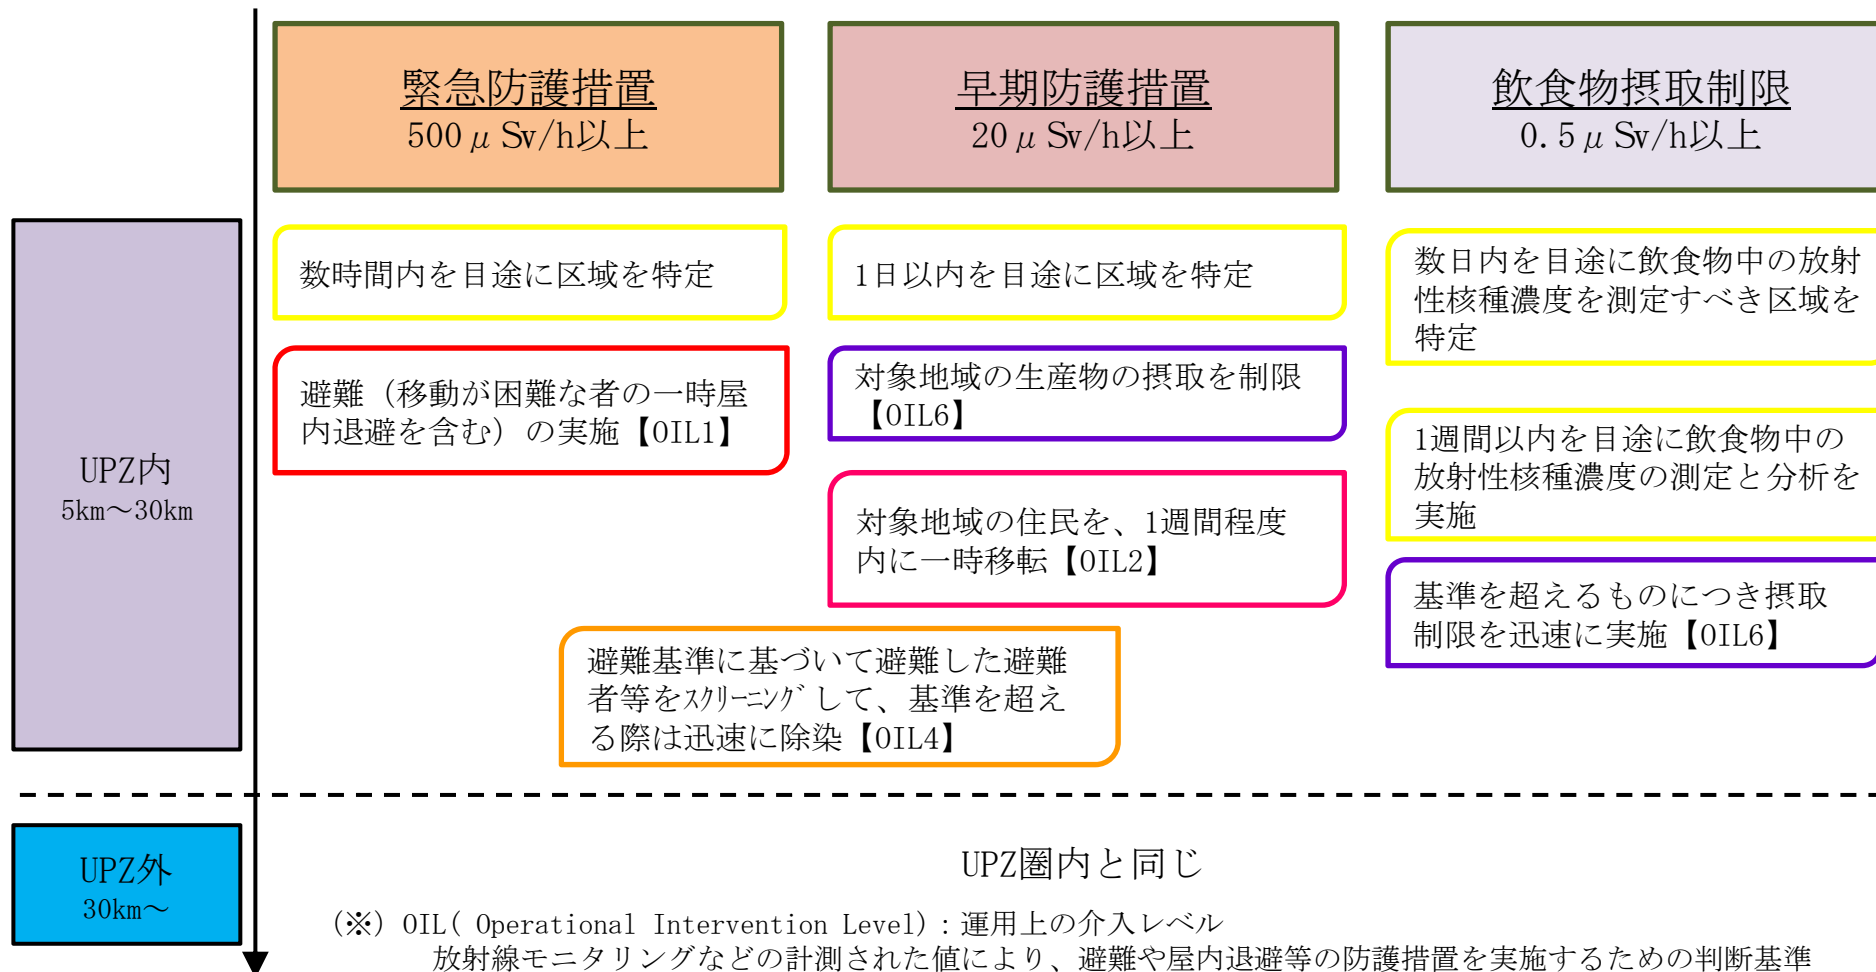 緊急防護措置
500μSv/h以上
早期防護措置
20μSv/h以上
飲食物摂取制限
0.5μSv/h以上
UPZ内
5km～30km
数時間内を目途に区域を特定
避難（移動が困難な者の一時屋
内退避を含む）の実施【OIL1】
1日以内を目途に区域を特定
対象地域の生産物の摂取を制限
【OIL6】
対象地域の住民を、1週間程度
内に一時移転【OIL2】
避難基準に基づいて避難した避難
者等をｽｸﾘｰﾆﾝｸﾞして、基準を超え
る際は迅速に除染【OIL4】
数日内を目途に飲食物中の放射
性核種濃度を測定すべき区域を
特定
1週間以内を目途に飲食物中の
放射性核種濃度の測定と分析を
実施
基準を超えるものにつき摂取
制限を迅速に実施【OIL6】
UPZ外
30km～
UPZ圏内と同じ
（※）OIL( Operational Intervention Level)：運用上の介入レベル
放射線モニタリングなどの計測された値により、避難や屋内退避等の防護措置を実施するための判断基準